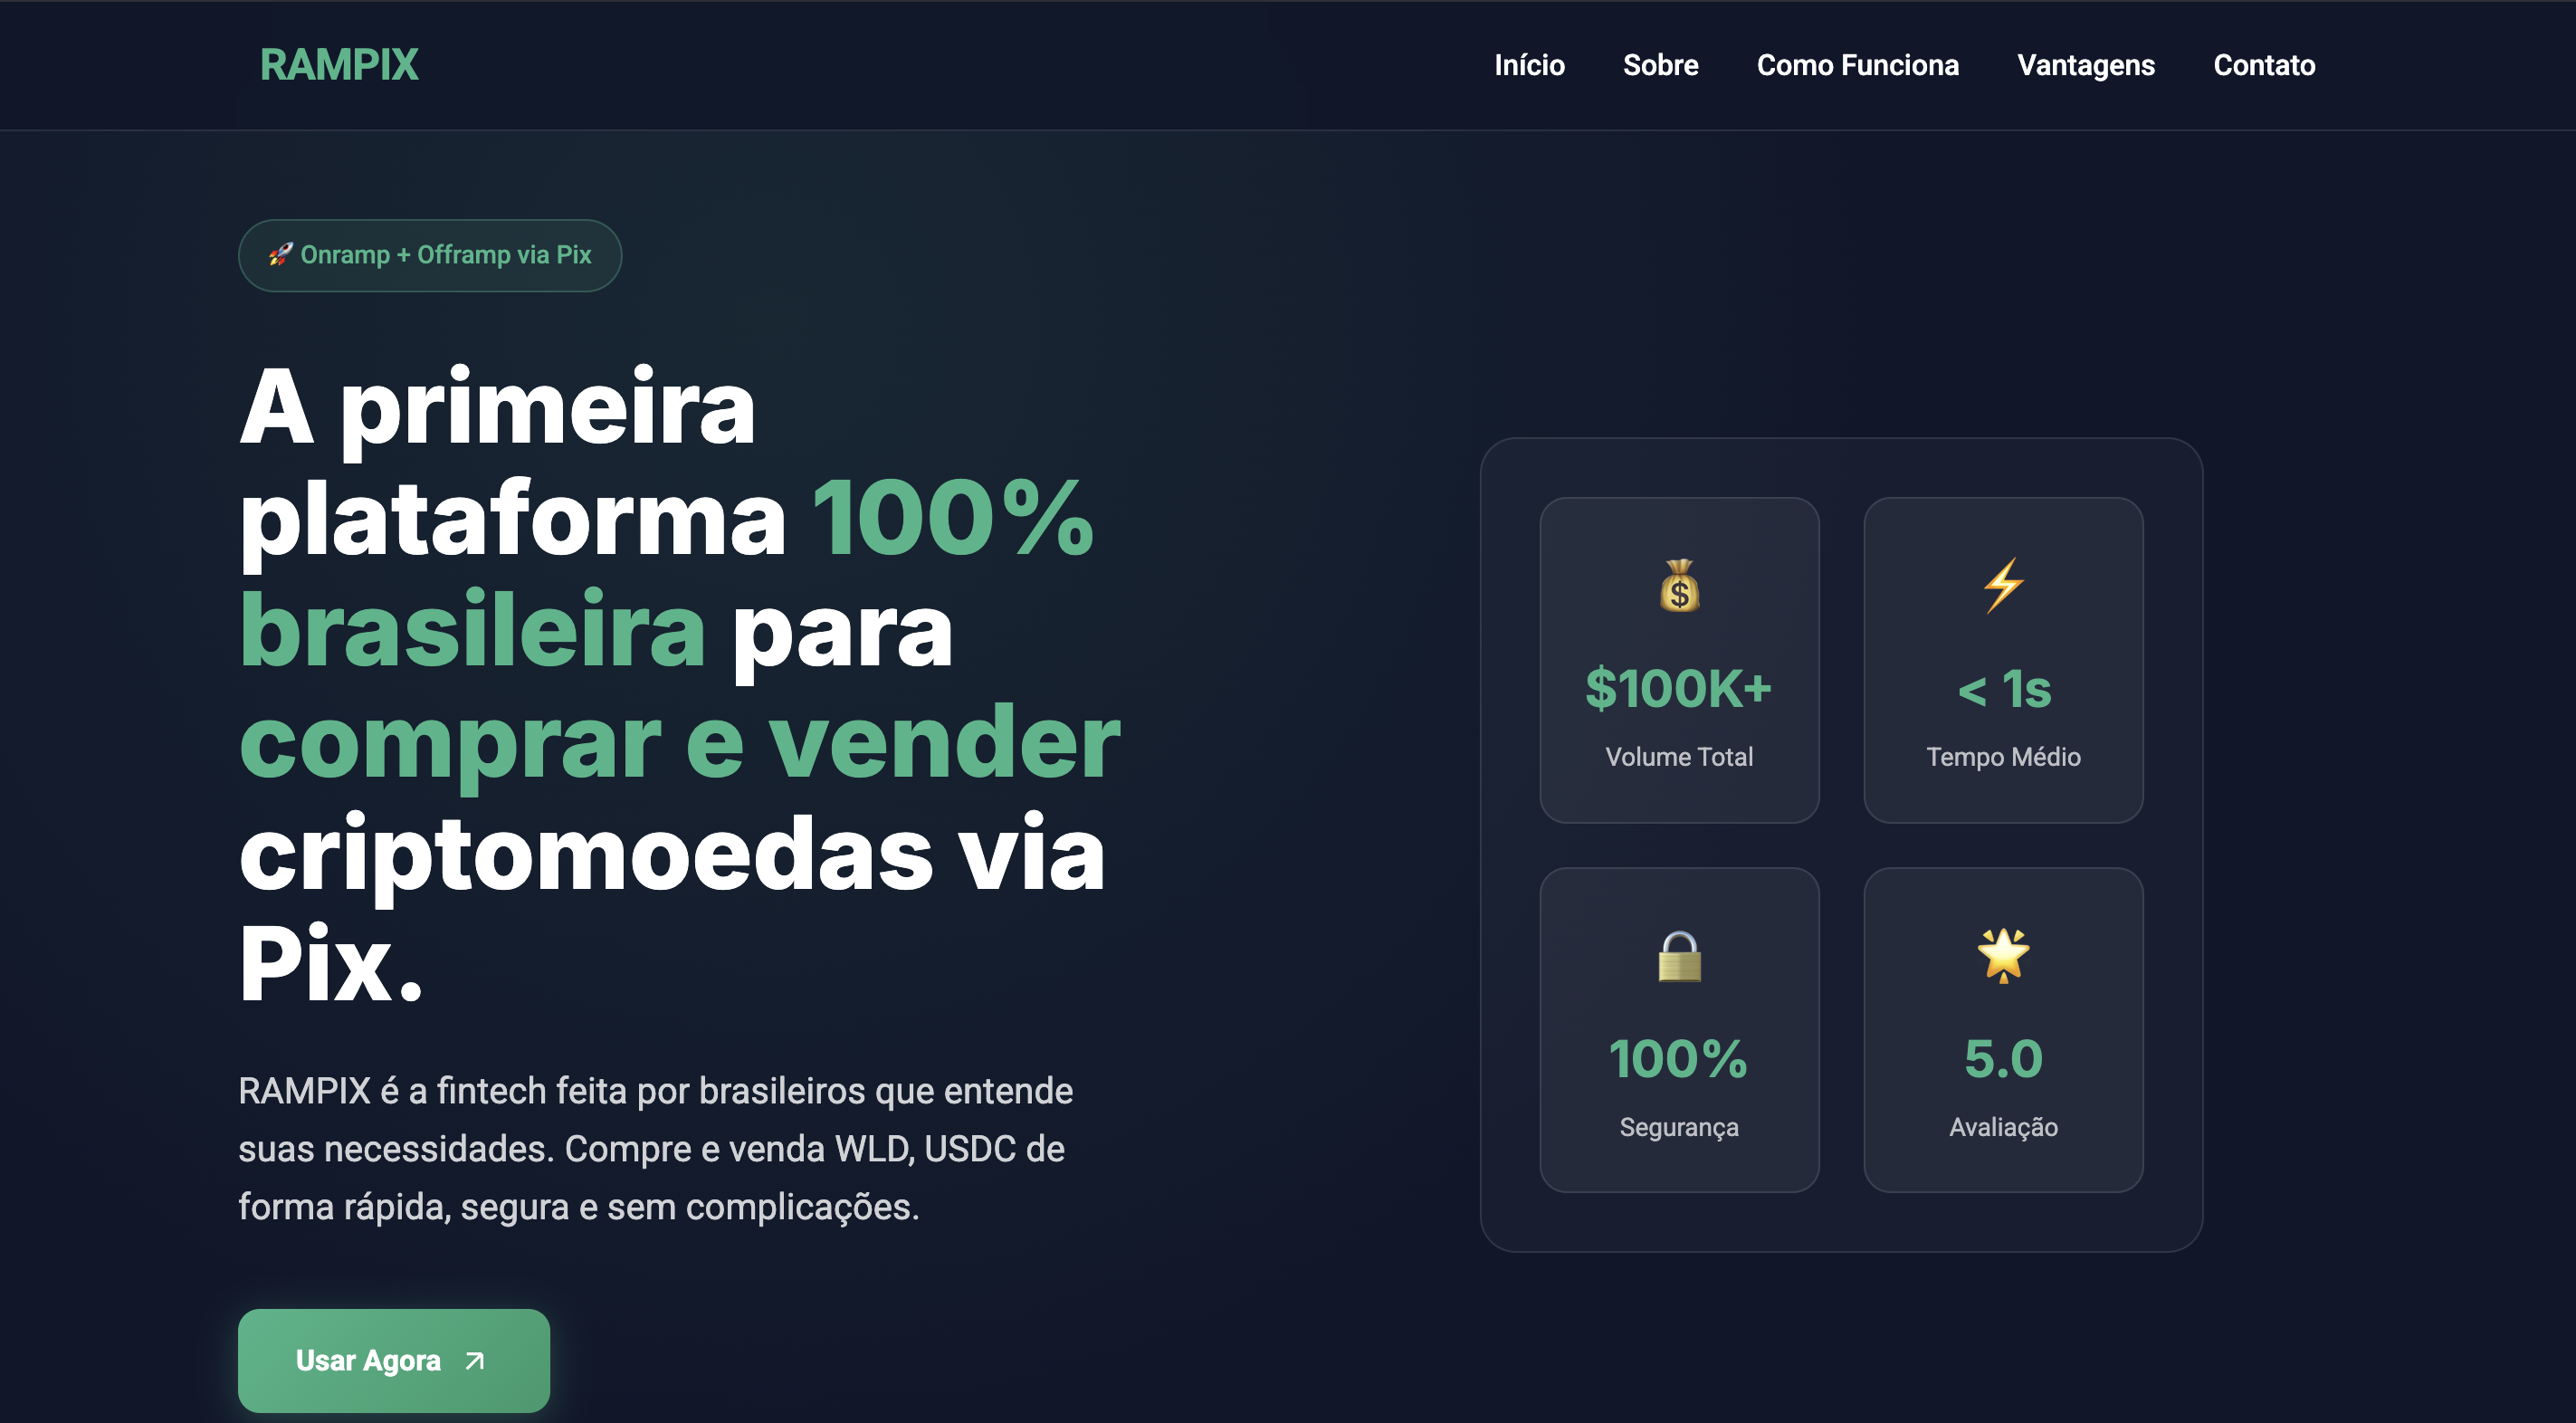 RAMPIX
Início Sobre Como Funciona Vantagens Contato
🚀 Onramp + Offramp via Pix
A primeira
plataforma 100%
brasileira para
comprar e vender
criptomoedas via
Pix.
RAMPIX é a fintech feita por brasileiros que entende
suas necessidades. Compre e venda WLD, USDC de
forma rápida, segura e sem complicações.
Usar Agora
$100K+
Volume Total
< 1s
Tempo Médio
100%
Segurança
5.0
Avaliação